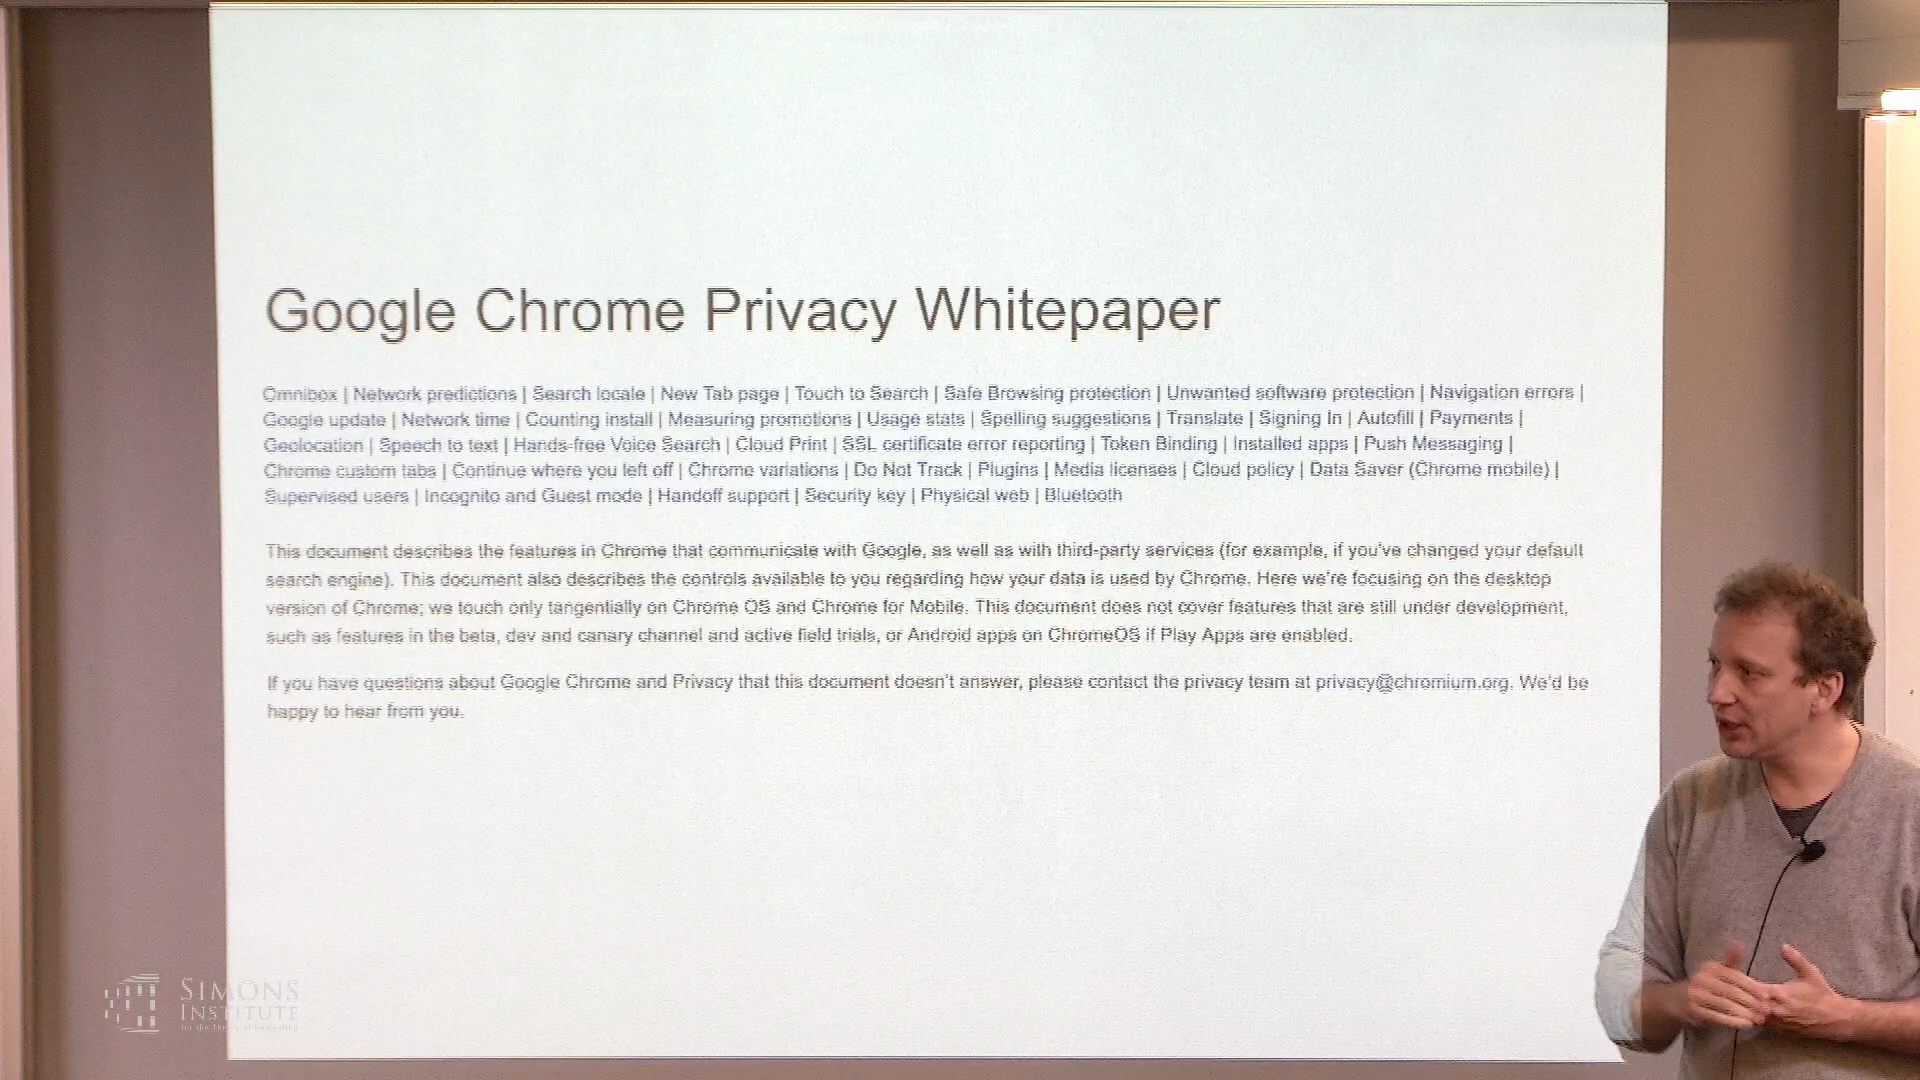 Google Chrome Privacy Whitepaper
Omnibox | Network predictions | Search locale | New Tab page | Touch to Search | Safe Browsing protection | Unwanted software protection | Navigation errors |
Google update | Network time | Counting install | Measuring promotions | Usage stats | Spelling suggestions | Translate | Signing In | Autofill | Payments |
Geolocation | Speech to text | Hands-free Voice Search | Cloud Print | SSL certificate error reporting | Token Binding | Installed apps | Push Messaging |
Chrome custom tabs | Continue where you left off | Chrome variations | Do Not Track | Plugins | Media licenses | Cloud policy | Data Saver (Chrome mobile) |
Supervised users | Incognito and Guest mode | Handoff support | Security key | Physical web | Bluetooth
This document describes the features in Chrome that communicate with Google, as well as with third-party services (for example, if you've changed your default
search engine). This document also describes the controls available to you regarding how your data is used by Chrome. Here we're focusing on the desktop
version of Chrome; we touch only tangentially on Chrome OS and Chrome for Mobile. This document does not cover features that are still under development,
such as features in the beta, dev and canary channel and active field trials, or Android apps on ChromeOS if Play Apps are enabled.
If you have questions about Google Chrome and Privacy that this document doesn't answer, please contact the privacy team at privacy@chromium.org. We'd be
happy to hear from you.
SIMONS
INSTITUTE
for the Theory of Computing